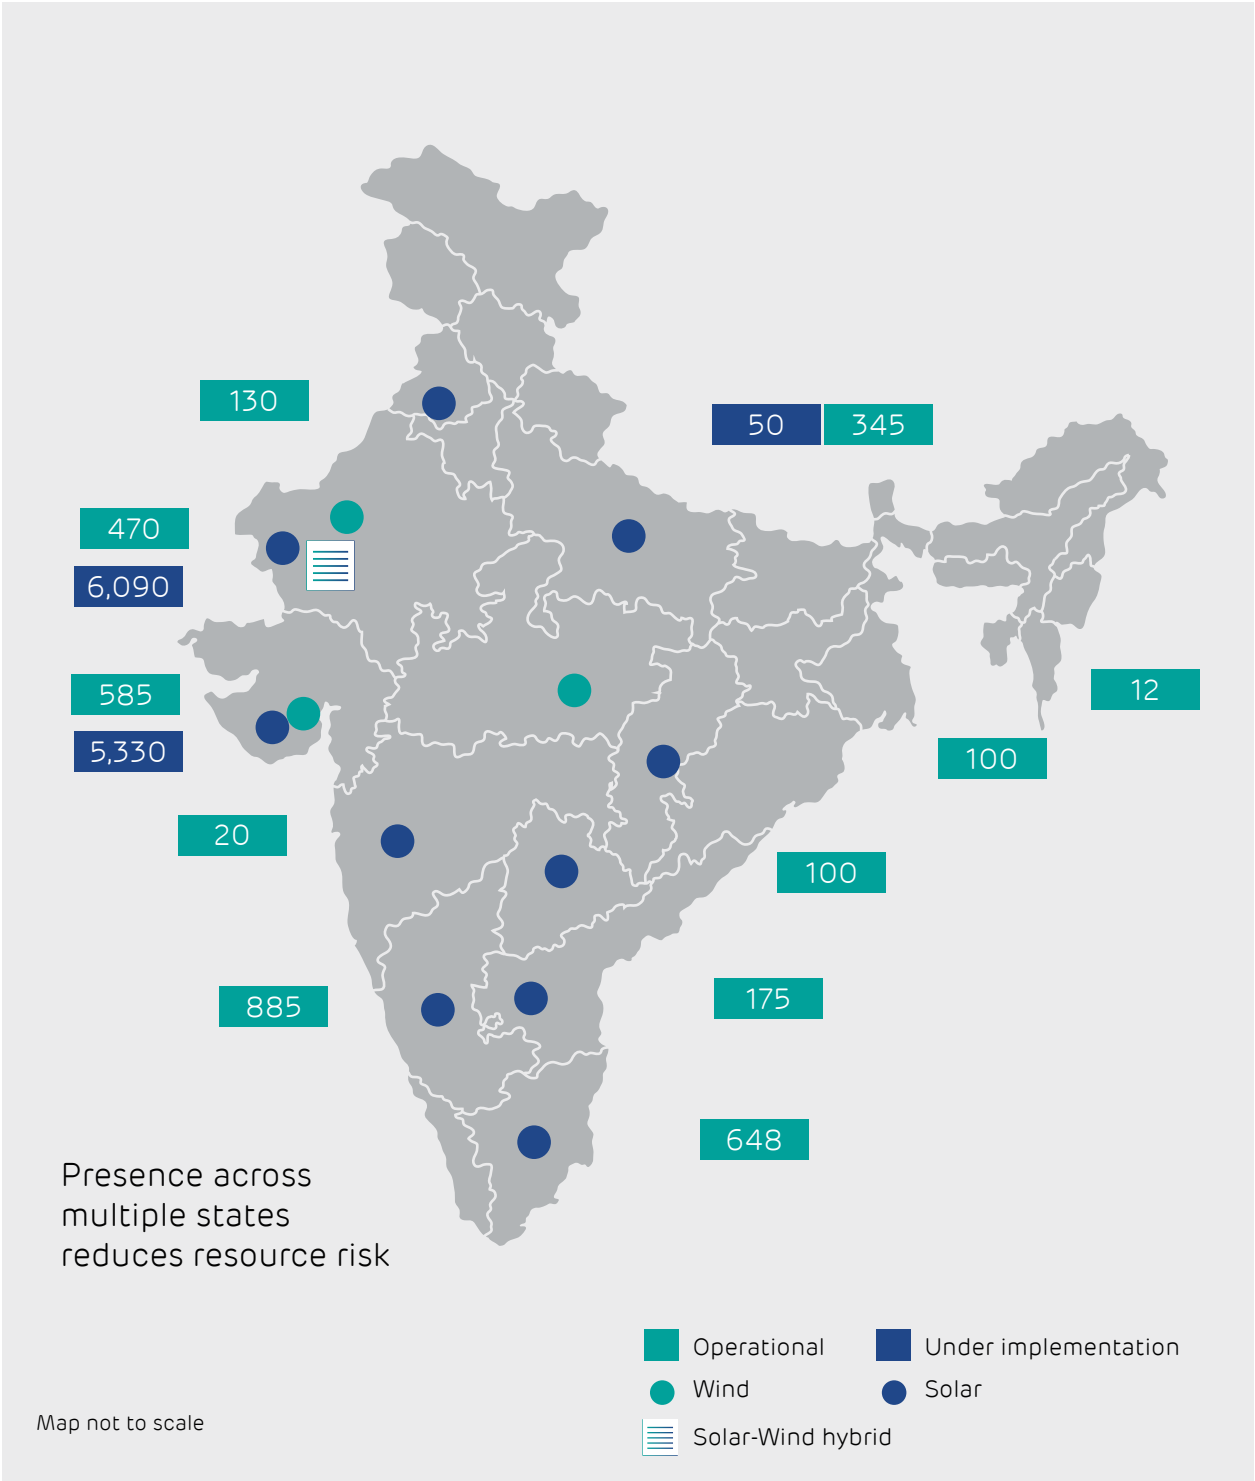 130
50 345
470
6,090
585
12
5,330
100
20
100
885
175
648
Presence across
multiple states
reduces resource risk
Operational
Under implementation
Wind
Solar
Map not to scale
Solar-Wind hybrid